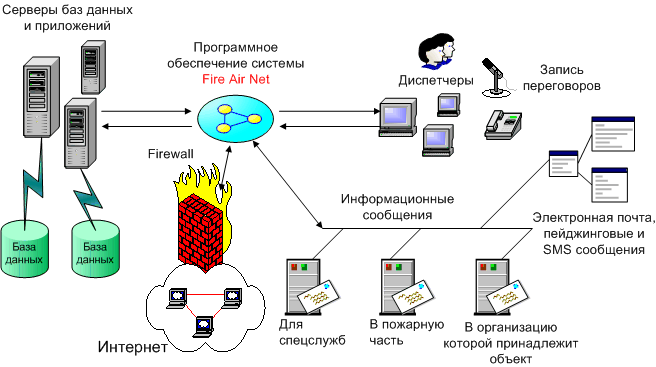 Серверы баз данных
и приложений
Программное
обеспечение системы
Fire Air Net
Диспетчеры
Запись
переговоров
Firewall
Информационные
сообщения
Электронная почта,
пейджинговые и
SMS сообщения
База
данных
База
данных
Интернет
Для
спецслужб
В пожарную
часть
В организацию
которой принадлежит
объект